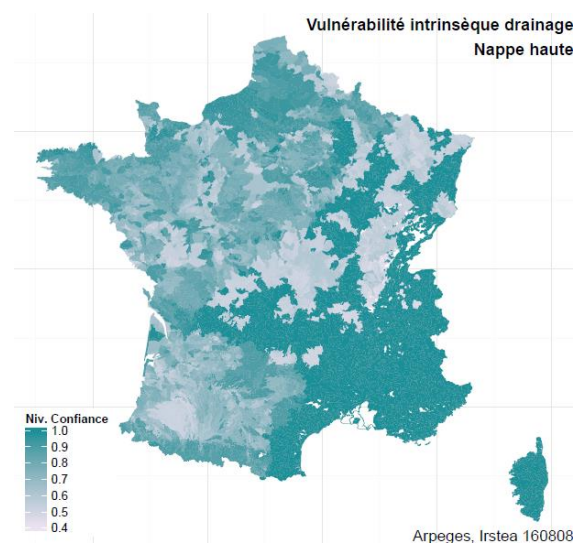 Vulnérabilité intrinsèque drainage
Nappe haute
Niv. Confiance
1.0
0.9
0.8
0.7
0.6
0.5
0.4
Arpeges, Irstea 160808